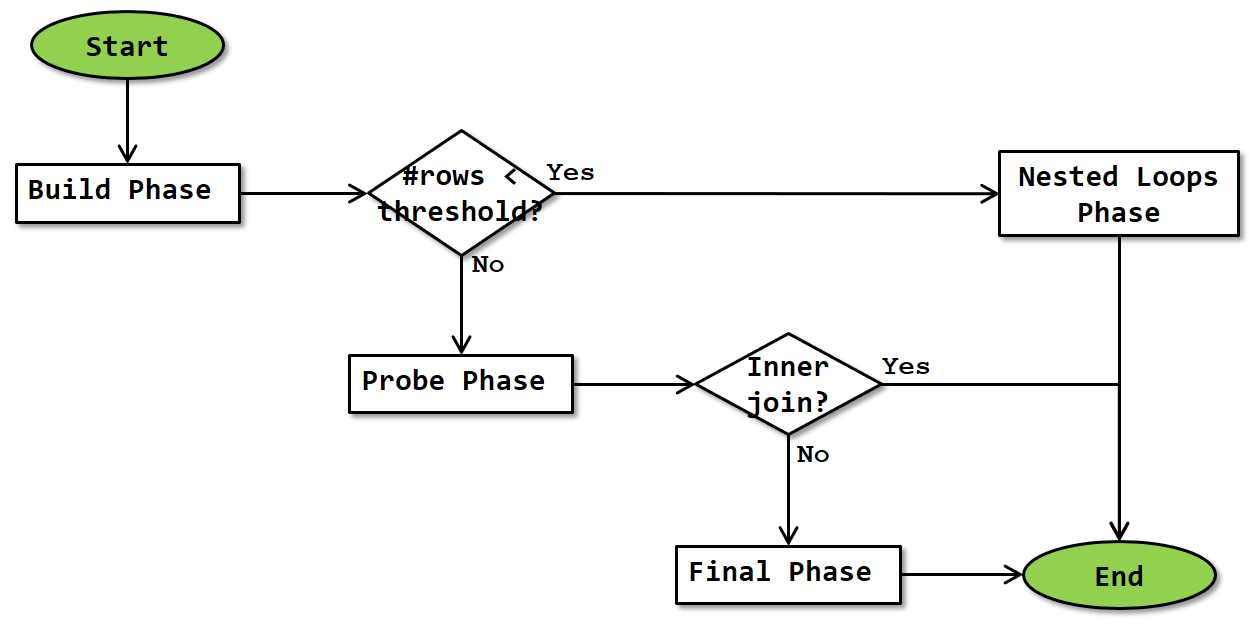 Start
Build Phase
#rows <
threshold?
Yes
No
Nested Loops
Phase
Probe Phase
Inner
join?
Yes
No
Final Phase
End